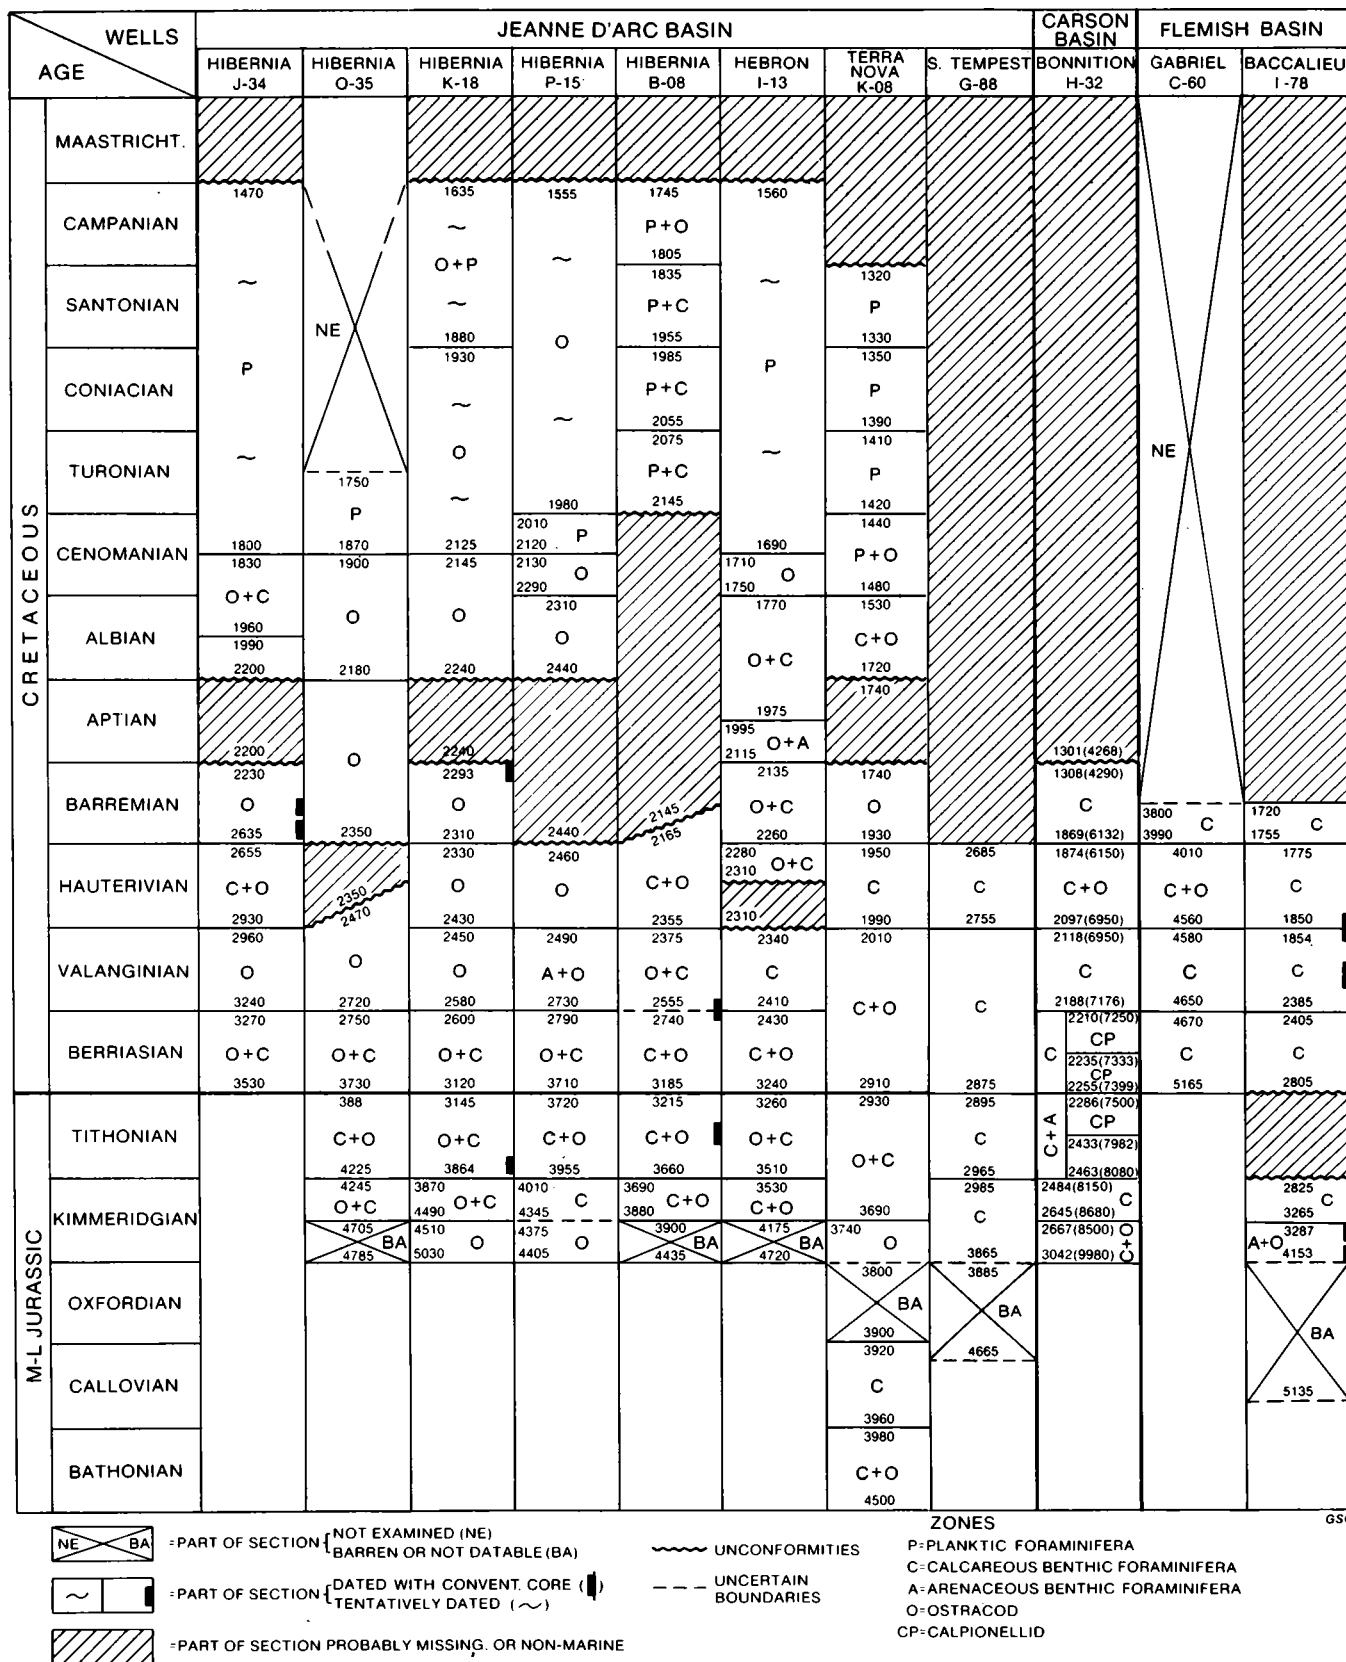 WELLS
AGE
JEANNE D'ARC BASIN
CARSON BASIN
FLEMISH BASIN
HIBERNIA J-34
HIBERNIA O-35
HIBERNIA K-18
HIBERNIA P-15
HIBERNIA B-08
HEBRON I-13
TERRA NOVA K-08
S. TEMPEST G-88
BONNITION H-32
GABRIEL C-60
BACCALIEU I-78
CRETACEOUS
MAASTRICHT.
CAMPANIAN
1470 1635 1555 1745 1560
~ P+O
O+P ~
1805
SANTONIAN
~ NE ~ 1835 ~ 1320
P+C P
1880 O 1955 1330
CONIACIAN
P 1930 1985 P 1350
~ P+C P
~ 2055 1390
TURONIAN
~ O 2075 ~ 1410
P+C P NE
1750 ~ 1980 2145 1420
CENOMANIAN
P 2010 P 1440
1800 1870 2125 2120 1690 P+O
1830 1900 2145 2130 O 1710 O
2290 1750 1480
ALBIAN
O+C O O 2310 1770 1530
1960 O O+C C+O
1990
2200 2180 2240 2440 1720
APTIAN
1740
1975
O 1995 O+A
2200 2240 2115 1301(4268)
BARREMIAN
2230 2293 2135 1740 1308(4290)
O O O+C O C 3800 C 1720 C
2145
2635 2350 2310 2440 2165 2260 1930 1869(6132) 3990 1755
HAUTERIVIAN
2655 2330 2460 2280 O+C 1950 2685 1874(6150) 4010 1775
2310
C+O 2350 O O C+O C C C+O C+O C
2930 2470 2430 2355 2310 1990 2755 2097(6950) 4560 1850
VALANGINIAN
2960 2450 2490 2375 2340 2010 2118(6950) 4580 1854
O O O A+O O+C C C C C
3240 2720 2580 2730 2555 2410 C+O C 2188(7176) 4650 2385
BERRIASIAN
3270 2750 2600 2790 2740 2430 2210(7250) 4670 2405
O+C O+C O+C O+C C+O C+O C CP C C
2235(7333)
CP
3530 3730 3120 3710 3185 3240 2910 2875 2255(7399) 5165 2805
M-L JURASSIC
TITHONIAN
388 3145 3720 3215 3260 2930 2895 2286(7500)
C+O O+C C+O C+O O+C O+C C C+A CP
2433(7982)
4225 3864 3955 3660 3510 2965 2463(8080)
KIMMERIDGIAN
4245 3870 4010 3690 3530 2985 2484(8150) 2825
O+C O+C C C+O C+O 3690 C C C
4490 4345 3880 2645(8680) 3265
4705 4510 4375 3900 4175 3740 2667(8500) 3287
BA O O BA BA O C+O A+O
4785 5030 4405 4435 4720 3865 3042(9980) 4153
OXFORDIAN
3800 3885
BA BA BA
3900
CALLOVIAN
3920 4665
C
3960 5135
BATHONIAN
3980
C+O
4500
NE BA =PART OF SECTION { NOT EXAMINED (NE)
BARREN OR NOT DATABLE (BA)
~ =PART OF SECTION { DATED WITH CONVENT. CORE ( )
TENTATIVELY DATED (~)
=PART OF SECTION PROBABLY MISSING. OR NON-MARINE
UNCONFORMITIES
UNCERTAIN BOUNDARIES
ZONES
P=PLANKTIC FORAMINIFERA
C=CALCAREOUS BENTHIC FORAMINIFERA
A=ARENACEOUS BENTHIC FORAMINIFERA
O=OSTRACOD
CP=CALPIONELLID